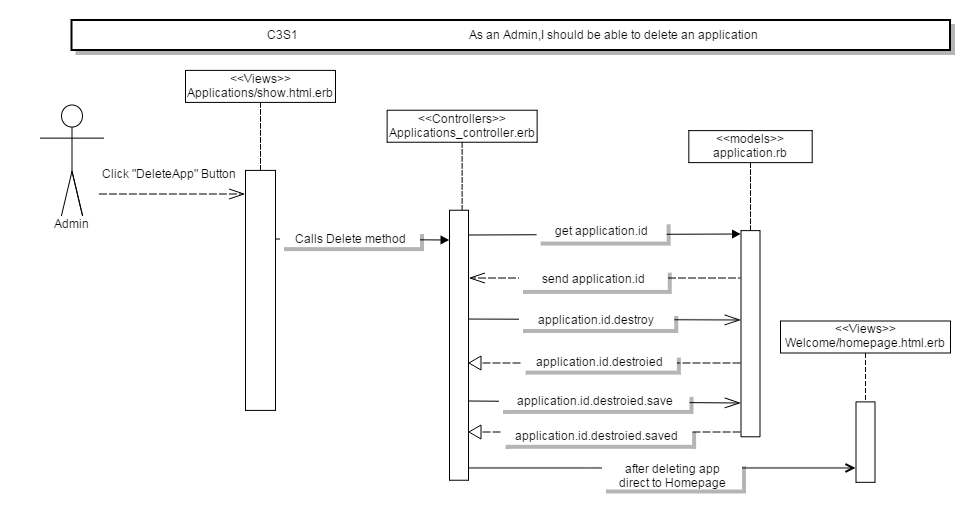 C3S1 As an Admin,I should be able to delete an application
<<Views>>
Applications/show.html.erb
<<Controllers>>
Applications_controller.erb
<<models>>
application.rb
Click "DeleteApp" Button
Admin
Calls Delete method
get application.id
send application.id
application.id.destroy
<<Views>>
Welcome/homepage.html.erb
application.id.destroied
application.id.destroied.save
application.id.destroied.saved
after deleting app
direct to Homepage